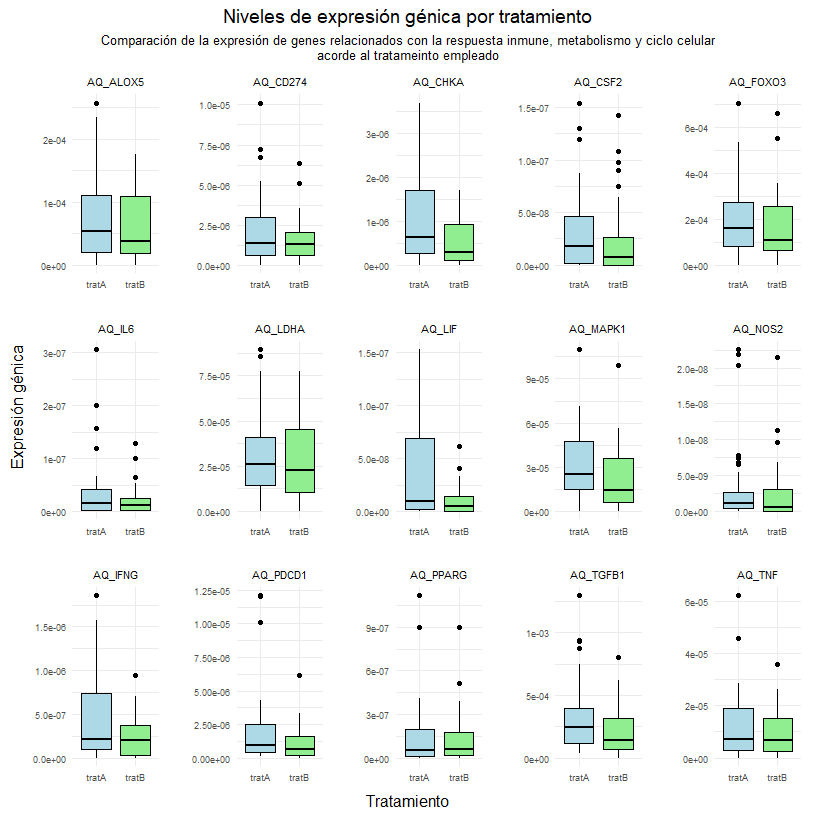 Niveles de expresión génica por tratamiento
Comparación de la expresión de genes relacionados con la respuesta inmune, metabolismo y ciclo celular
acorde al tratameinto empleado
AQ_ALOX5 AQ_CD274 AQ_CHKA AQ_CSF2 AQ_FOXO3
2e-04
1e-04
0e+00
1.0e-05
7.5e-06
5.0e-06
2.5e-06
0.0e+00
3e-06
2e-06
1e-06
0e+00
1.5e-07
1.0e-07
5.0e-08
0.0e+00
6e-04
4e-04
2e-04
0e+00
tratA tratB tratA tratB tratA tratB tratA tratB tratA tratB
AQ_IL6 AQ_LDHA AQ_LIF AQ_MAPK1 AQ_NOS2
3e-07
2e-07
1e-07
0e+00
7.5e-05
5.0e-05
2.5e-05
0.0e+00
1.5e-07
1.0e-07
5.0e-08
0.0e+00
9e-05
6e-05
3e-05
0e+00
2.0e-08
1.5e-08
1.0e-08
5.0e-09
0.0e+00
tratA tratB tratA tratB tratA tratB tratA tratB tratA tratB
AQ_IFNG AQ_PDCD1 AQ_PPARG AQ_TGFB1 AQ_TNF
1.5e-06
1.0e-06
5.0e-07
0.0e+00
1.25e-05
1.00e-05
7.50e-06
5.00e-06
2.50e-06
0.00e+00
9e-07
6e-07
3e-07
0e+00
1e-03
5e-04
0e+00
6e-05
4e-05
2e-05
0e+00
tratA tratB tratA tratB tratA tratB tratA tratB tratA tratB
Expresión génica
Tratamiento